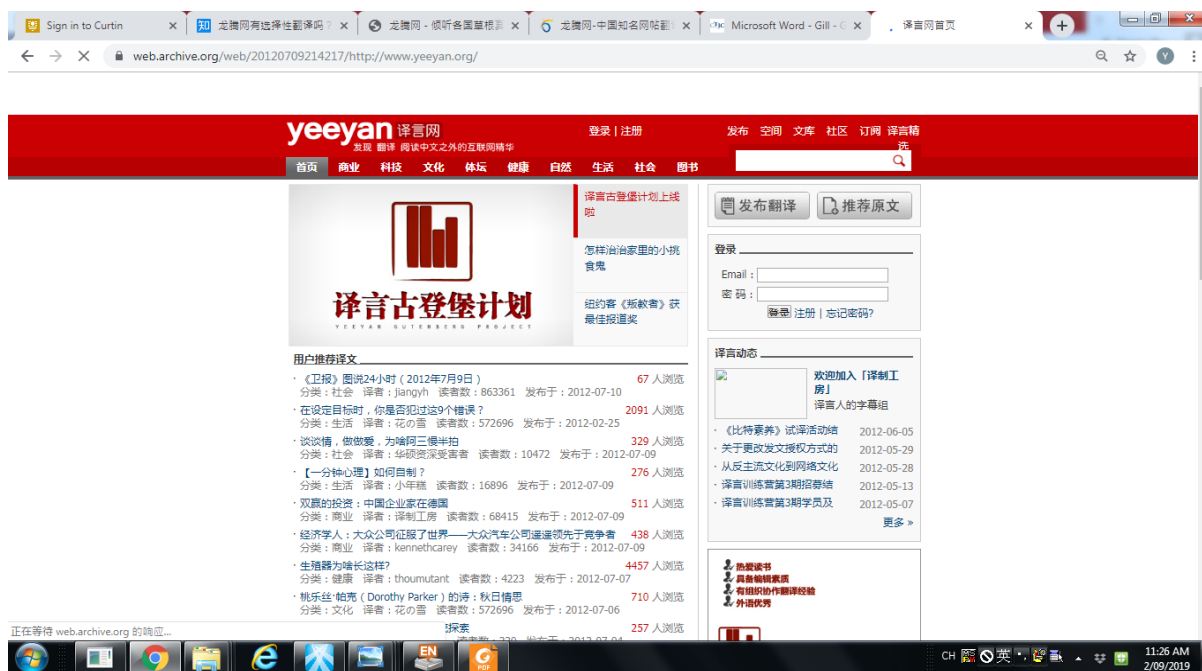 Sign in to Curtin
龙腾网有选择性翻译吗？
龙腾网 - 倾听各国草根真
龙腾网-中国知名网站翻
Microsoft Word - Gill - G
译言网首页
web.archive.org/web/20120709214217/http://www.yeeyan.org/
yeeyan 译言网
发现 翻译 阅读中文之外的互联网精华
登录 | 注册
发布 空间 文库 社区 订阅 译言精选
首页 商业 科技 文化 体坛 健康 自然 生活 社会 图书
译言古登堡计划
YEEYAN GUTENBERG PROJECT
译言古登堡计划上线
啦
怎样治治家里的小挑
食鬼
纽约客《叛教者》获
最佳报道奖
发布翻译 推荐原文
登录
Email：
密 码：
登录 注册 | 忘记密码?
用户推荐译文
· 《卫报》图说24小时（2012年7月9日） 67 人浏览
分类：社会 译者：jiangyh 读者数：863361 发布于：2012-07-10
· 在设定目标时，你是否犯过这9个错误？ 2091 人浏览
分类：生活 译者：花の雪 读者数：572696 发布于：2012-02-25
· 谈谈情，做做爱，为啥阿三慢半拍 329 人浏览
分类：社会 译者：华硕资深受害者 读者数：10472 发布于：2012-07-09
· 【一分钟心理】如何自制？ 276 人浏览
分类：生活 译者：小年糕 读者数：16896 发布于：2012-07-09
· 双赢的投资：中国企业家在德国 511 人浏览
分类：商业 译者：译制工房 读者数：68415 发布于：2012-07-09
· 经济学人：大众公司征服了世界——大众汽车公司遥遥领先于竞争者 438 人浏览
分类：商业 译者：kennethcarey 读者数：34166 发布于：2012-07-09
· 生殖器为啥长这样? 4457 人浏览
分类：健康 译者：thoumutant 读者数：4223 发布于：2012-07-07
· 桃乐丝·帕克（Dorothy Parker）的诗：秋日情思 710 人浏览
分类：文化 译者：花の雪 读者数：572696 发布于：2012-07-06
探索 257 人浏览
译言动态
欢迎加入「译制工
房」
译言人的字幕组
· 《比特素养》试译活动结 2012-06-05
· 关于更改发文授权方式的 2012-05-29
· 从反主流文化到网络文化 2012-05-28
· 译言训练营第3期招募结 2012-05-13
· 译言训练营第3期学员及 2012-05-07
更多 »
热爱读书
具备编辑素质
有组织协作翻译经验
外语优秀
正在等待 web.archive.org 的响应...
EN
PDF
CH 英
11:26 AM
2/09/2019